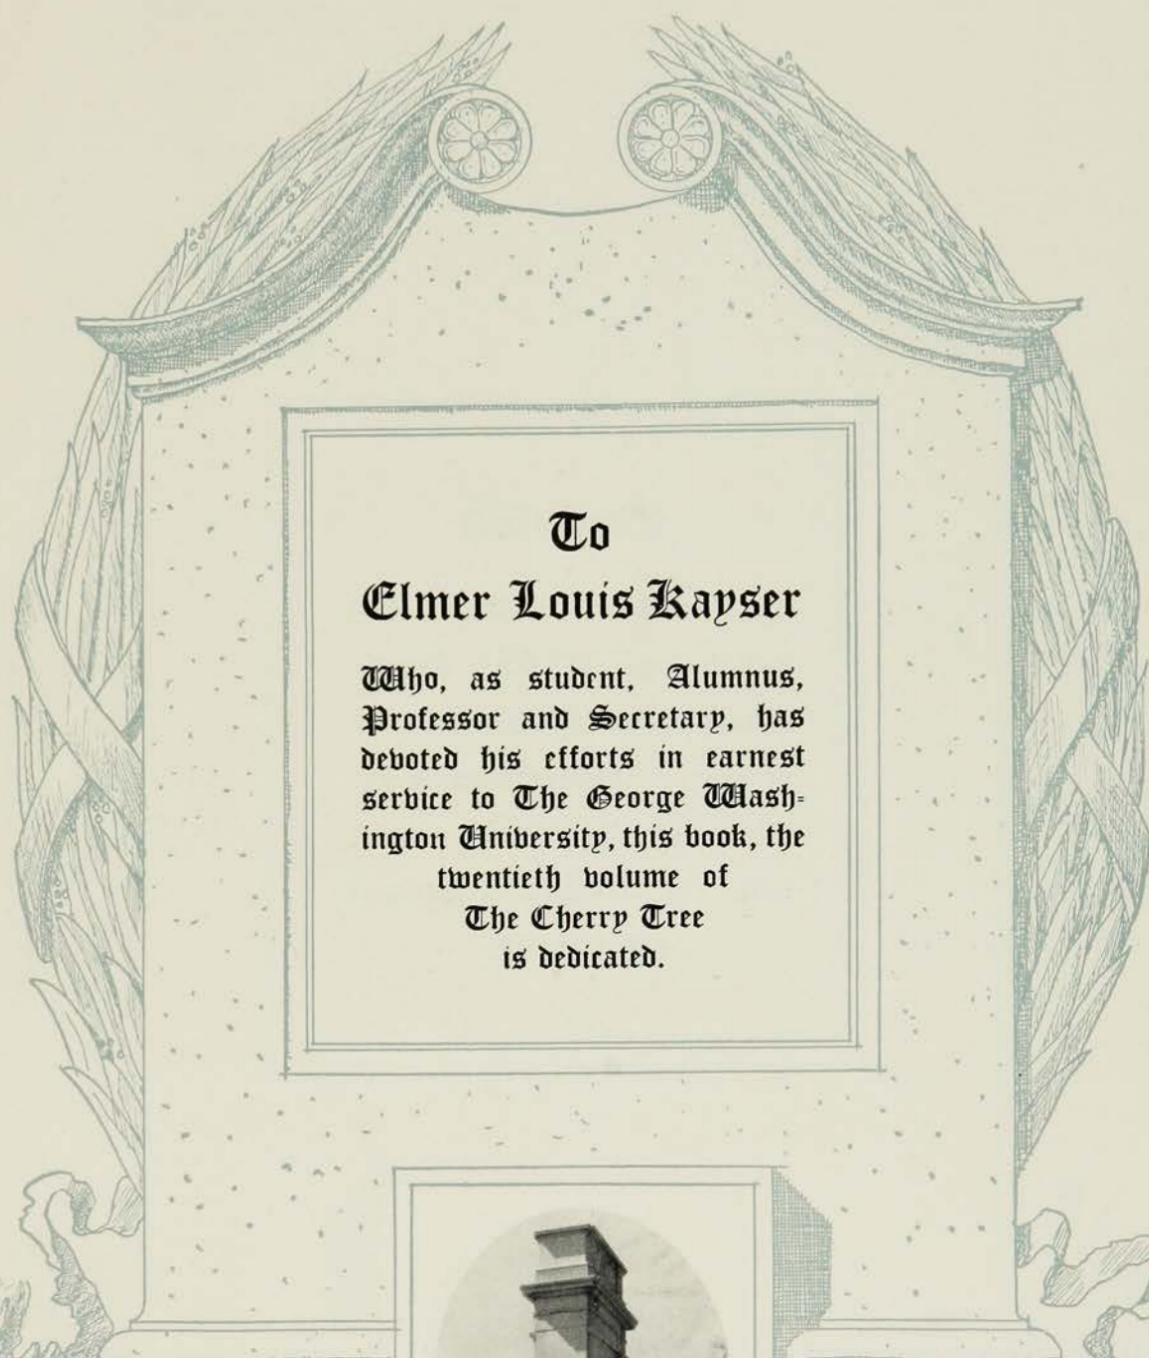 To
Elmer Louis Kayser
Who, as student, Alumnus,
Professor and Secretary, has
devoted his efforts in earnest
service to The George Wash=
ington University, this book, the
twentieth volume of
The Cherry Tree
is dedicated.